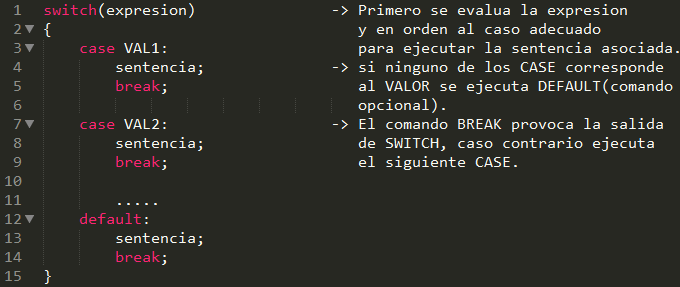 1 switch(expresion) -> Primero se evalua la expresion
2 { y en orden al caso adecuado
3 case VAL1: para ejecutar la sentencia asociada.
4 sentencia; -> si ninguno de los CASE corresponde
5 break; al VALOR se ejecuta DEFAULT(comando
6 opcional).
7 case VAL2: -> El comando BREAK provoca la salida
8 sentencia; de SWITCH, caso contrario ejecuta
9 break; el siguiente CASE.
10
11 .....
12 default:
13 sentencia;
14 break;
15 }